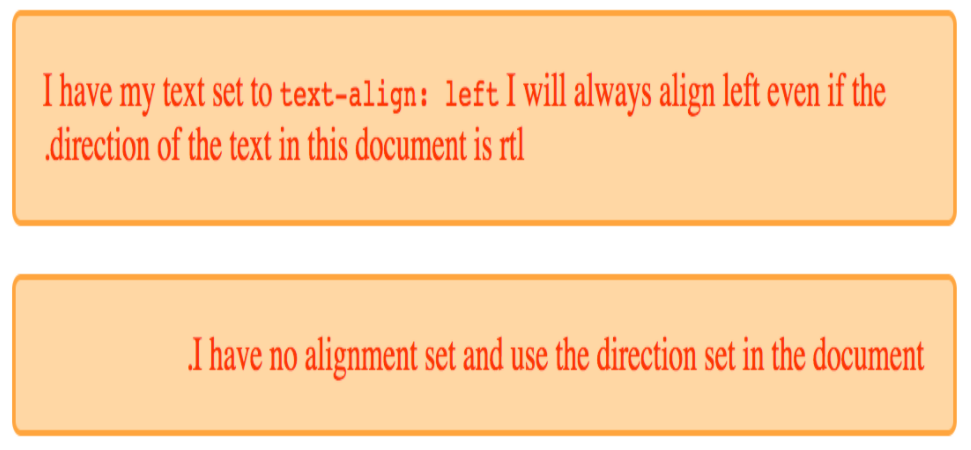 I have my text set to text-align: left I will always align left even if the
.direction of the text in this document is rtl
.I have no alignment set and use the direction set in the document